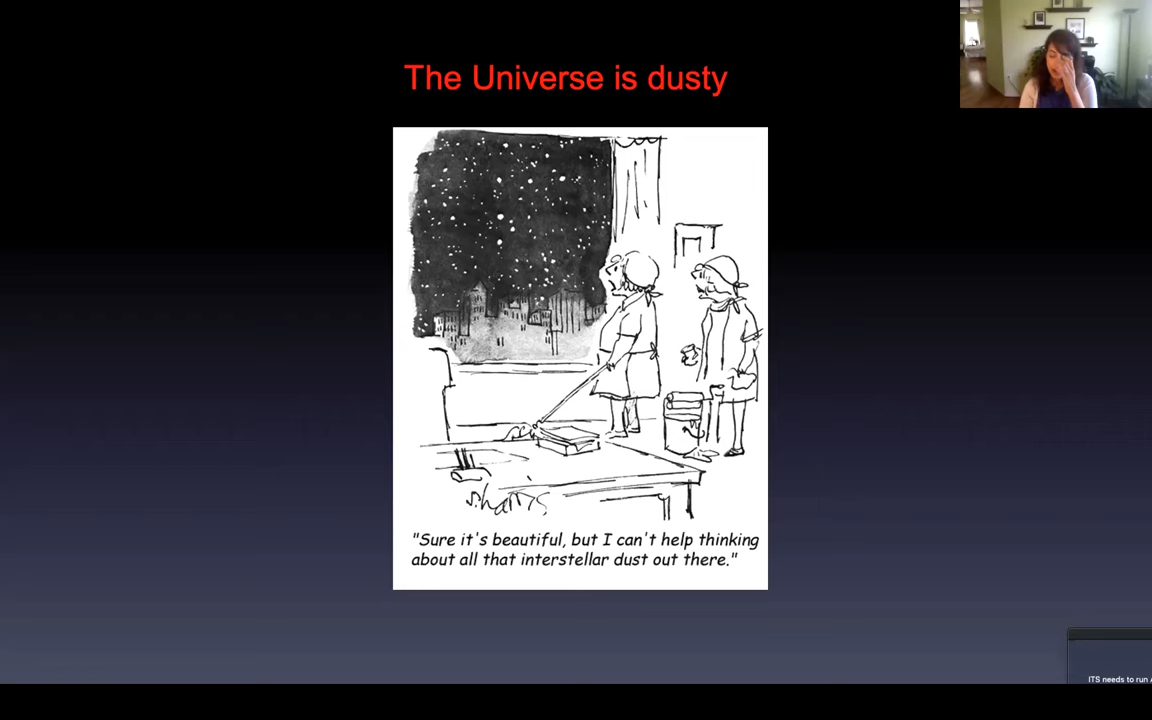 The Universe is dusty
s.harris
"Sure it's beautiful, but I can't help thinking
about all that interstellar dust out there."
ITS needs to run